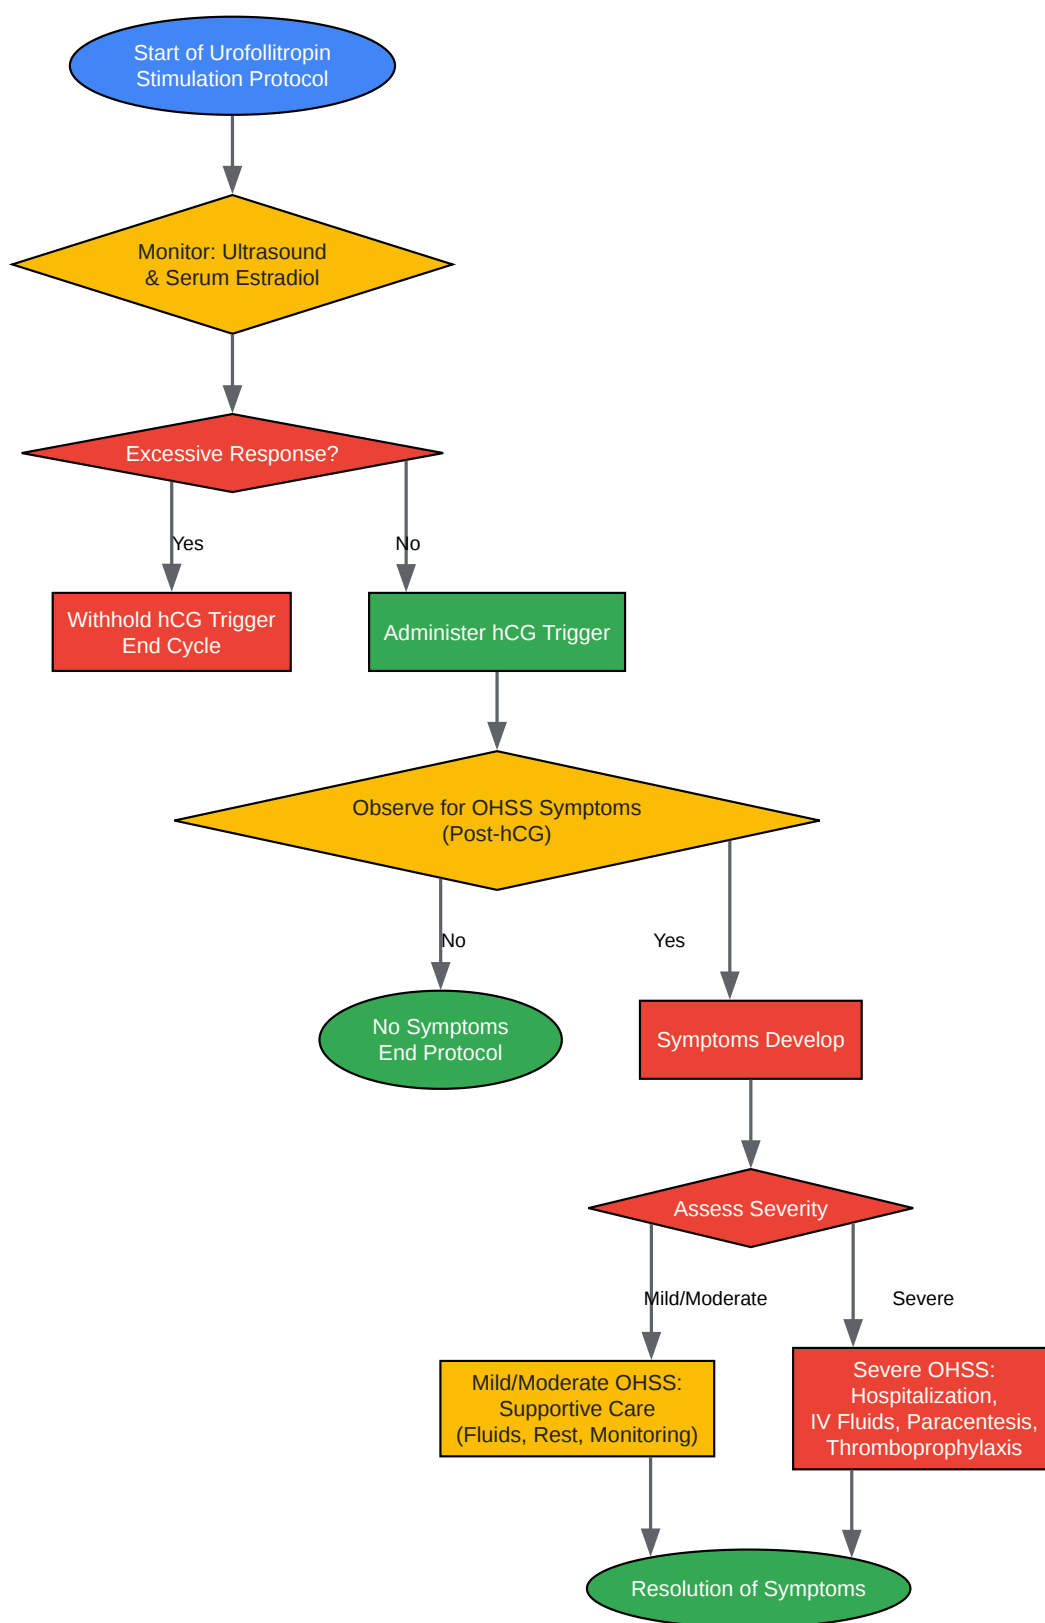 Start of Urofollitropin
Stimulation Protocol
Monitor: Ultrasound
& Serum Estradiol
Excessive Response?
Yes
No
Withhold hCG Trigger
End Cycle
Administer hCG Trigger
Observe for OHSS Symptoms
(Post-hCG)
No
Yes
No Symptoms
End Protocol
Symptoms Develop
Assess Severity
Mild/Moderate
Severe
Mild/Moderate OHSS:
Supportive Care
(Fluids, Rest, Monitoring)
Severe OHSS:
Hospitalization,
IV Fluids, Paracentesis,
Thromboprophylaxis
Resolution of Symptoms